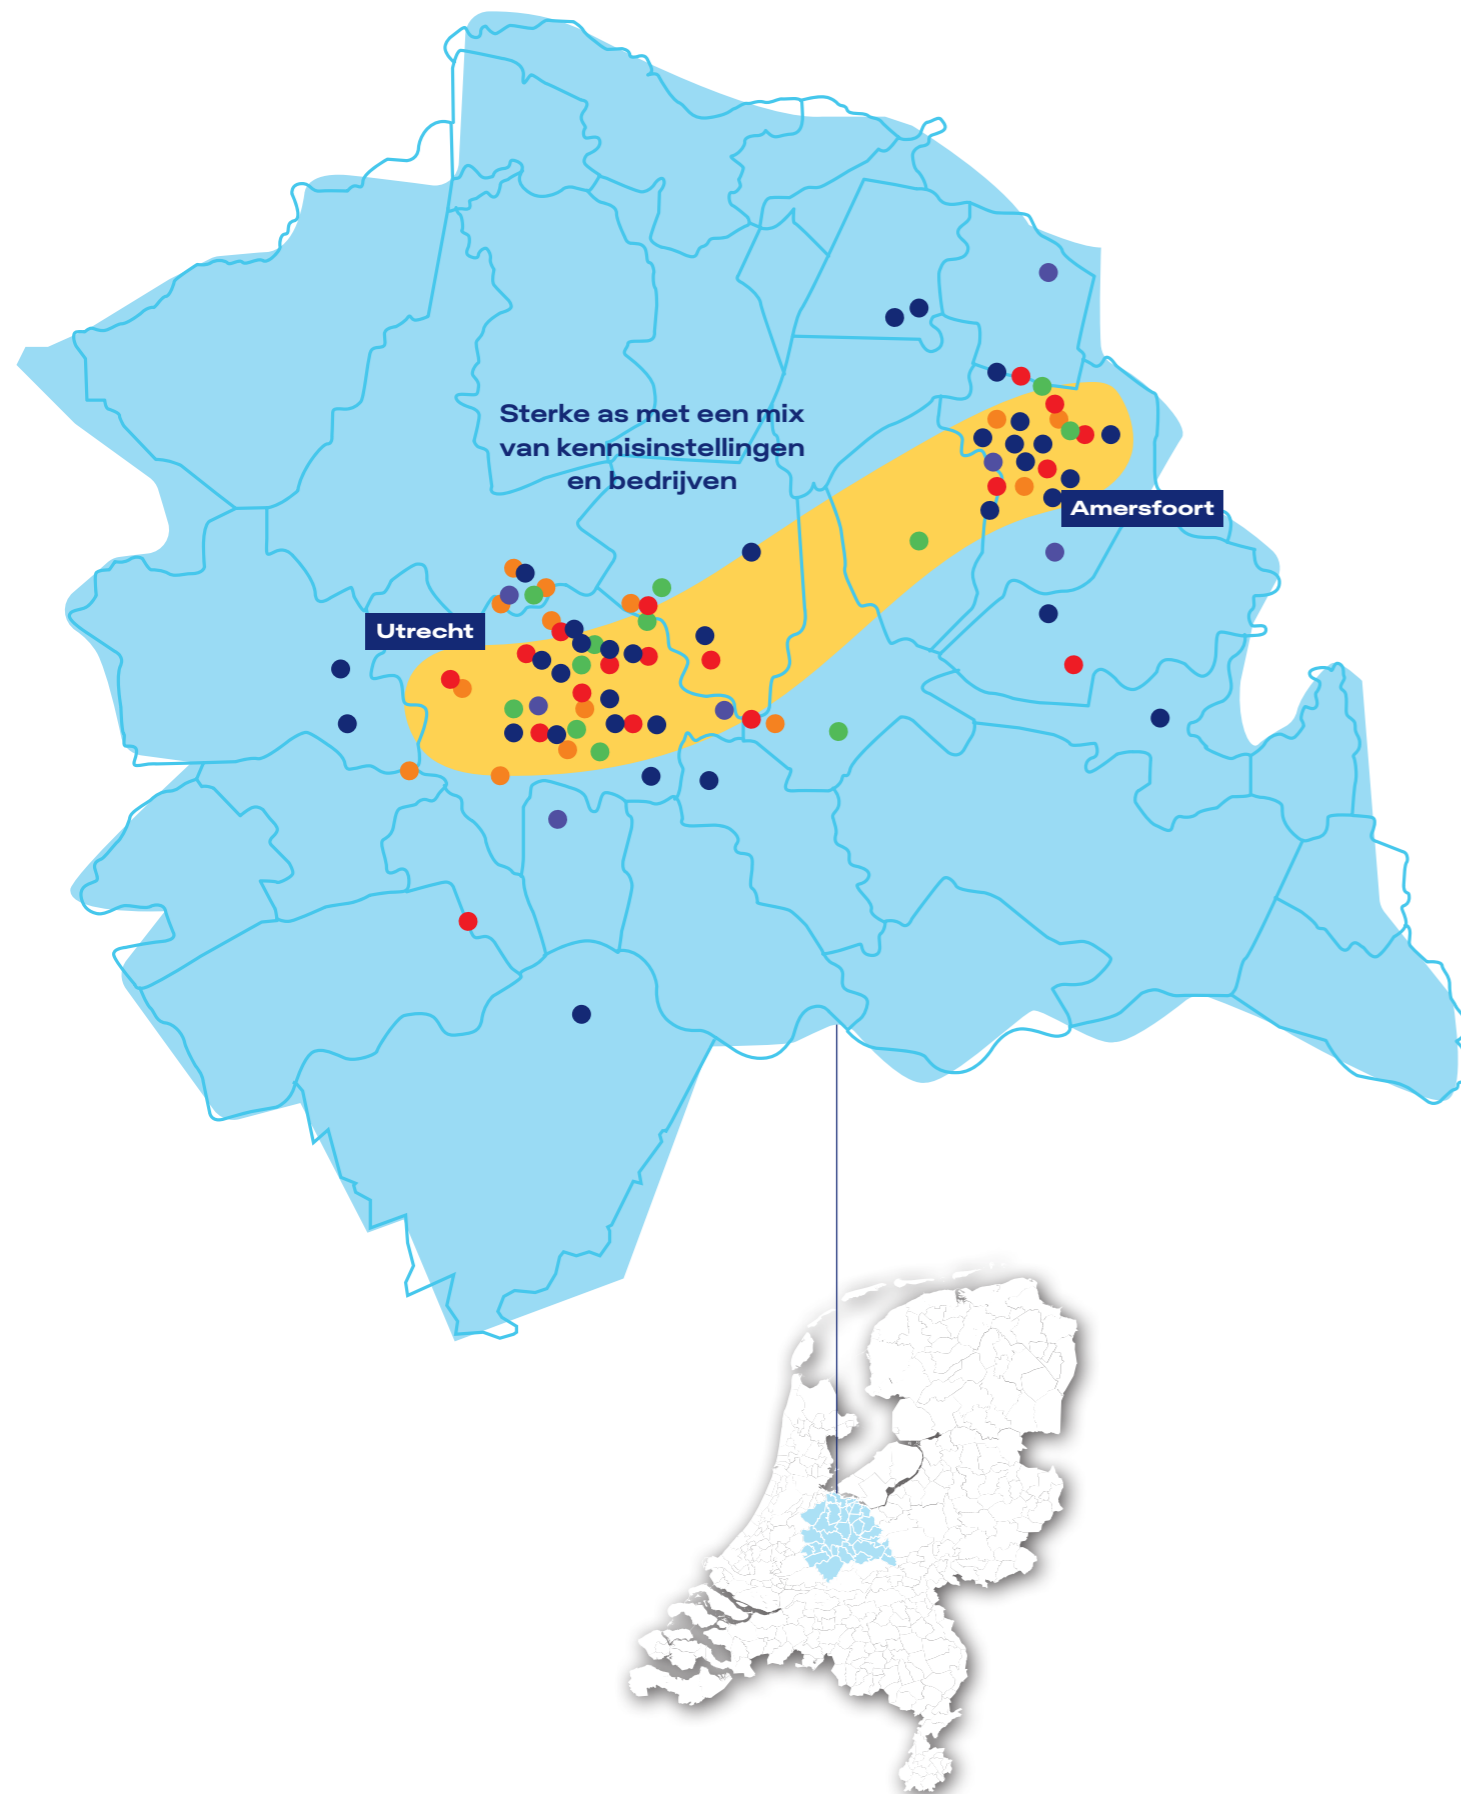 Sterke as met een mix
van kennisinstellingen
en bedrijven
Amersfoort
Utrecht